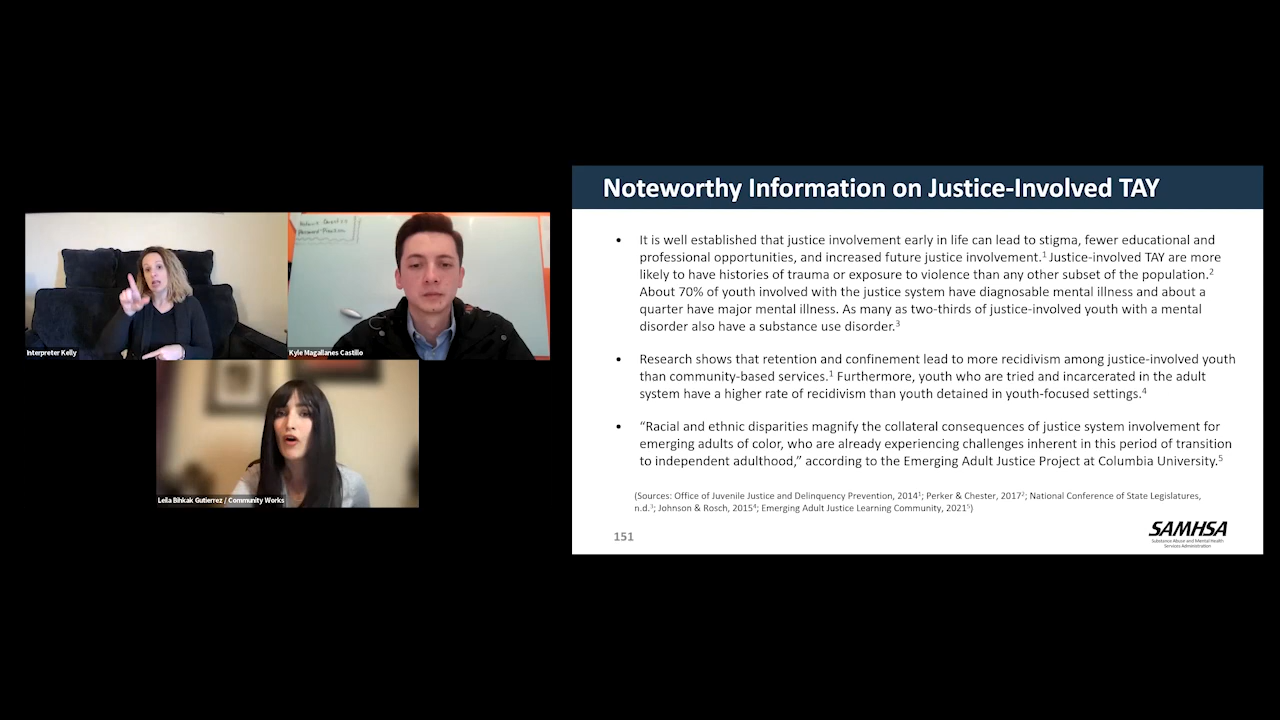 Noteworthy Information on Justice-Involved TAY
• It is well established that justice involvement early in life can lead to stigma, fewer educational and
professional opportunities, and increased future justice involvement.¹ Justice-involved TAY are more
likely to have histories of trauma or exposure to violence than any other subset of the population.²
About 70% of youth involved with the justice system have diagnosable mental illness and about a
quarter have major mental illness. As many as two-thirds of justice-involved youth with a mental
disorder also have a substance use disorder.³
• Research shows that retention and confinement lead to more recidivism among justice-involved youth
than community-based services.¹ Furthermore, youth who are tried and incarcerated in the adult
system have a higher rate of recidivism than youth detained in youth-focused settings.⁴
• “Racial and ethnic disparities magnify the collateral consequences of justice system involvement for
emerging adults of color, who are already experiencing challenges inherent in this period of transition
to independent adulthood,” according to the Emerging Adult Justice Project at Columbia University.⁵
(Sources: Office of Juvenile Justice and Delinquency Prevention, 2014¹; Perker & Chester, 2017²; National Conference of State Legislatures,
n.d.³; Johnson & Rosch, 2015⁴; Emerging Adult Justice Learning Community, 2021⁵)
151
SAMHSA
Substance Abuse and Mental Health
Services Administration
Interpreter Kelly
Kyle Magallanes Castillo
Leila Bihkak Gutierrez / Community Works